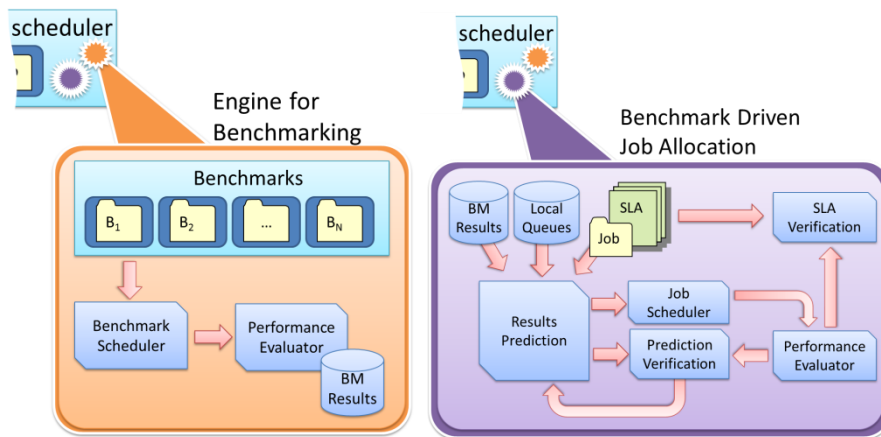 scheduler
Engine for
Benchmarking
Benchmarks
B1
B2
...
BN
Benchmark
Scheduler
Performance
Evaluator
BM
Results
scheduler
Benchmark Driven
Job Allocation
BM
Results
Local
Queues
SLA
Job
SLA
Verification
Results
Prediction
Job
Scheduler
Prediction
Verification
Performance
Evaluator